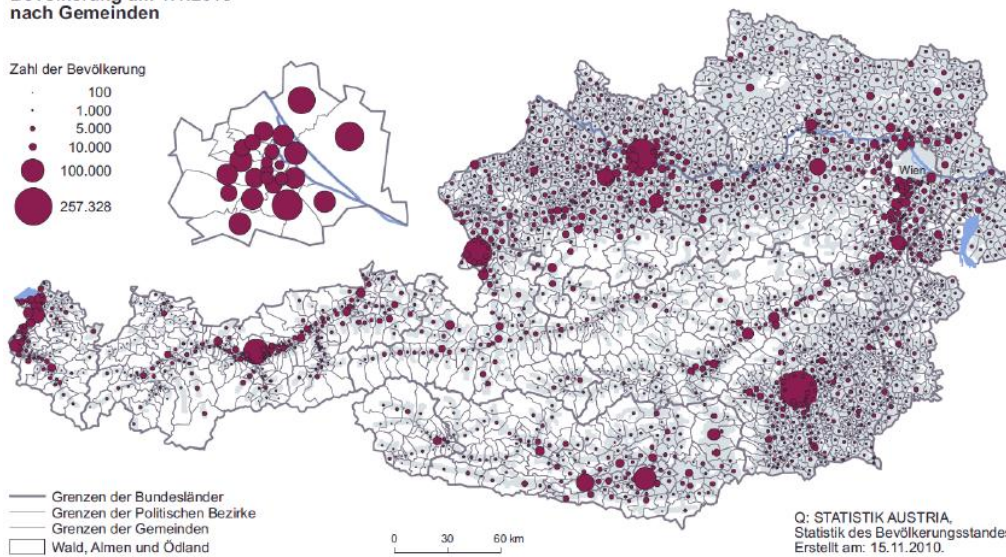 nach Gemeinden
Zahl der Bevölkerung
100
1.000
5.000
10.000
100.000
257.328
Wien
Grenzen der Bundesländer
Grenzen der Politischen Bezirke
Grenzen der Gemeinden
Wald, Almen und Ödland
0 30 60 km
Q: STATISTIK AUSTRIA,
Statistik des Bevölkerungsstandes
Erstellt am: 15.11.2010.